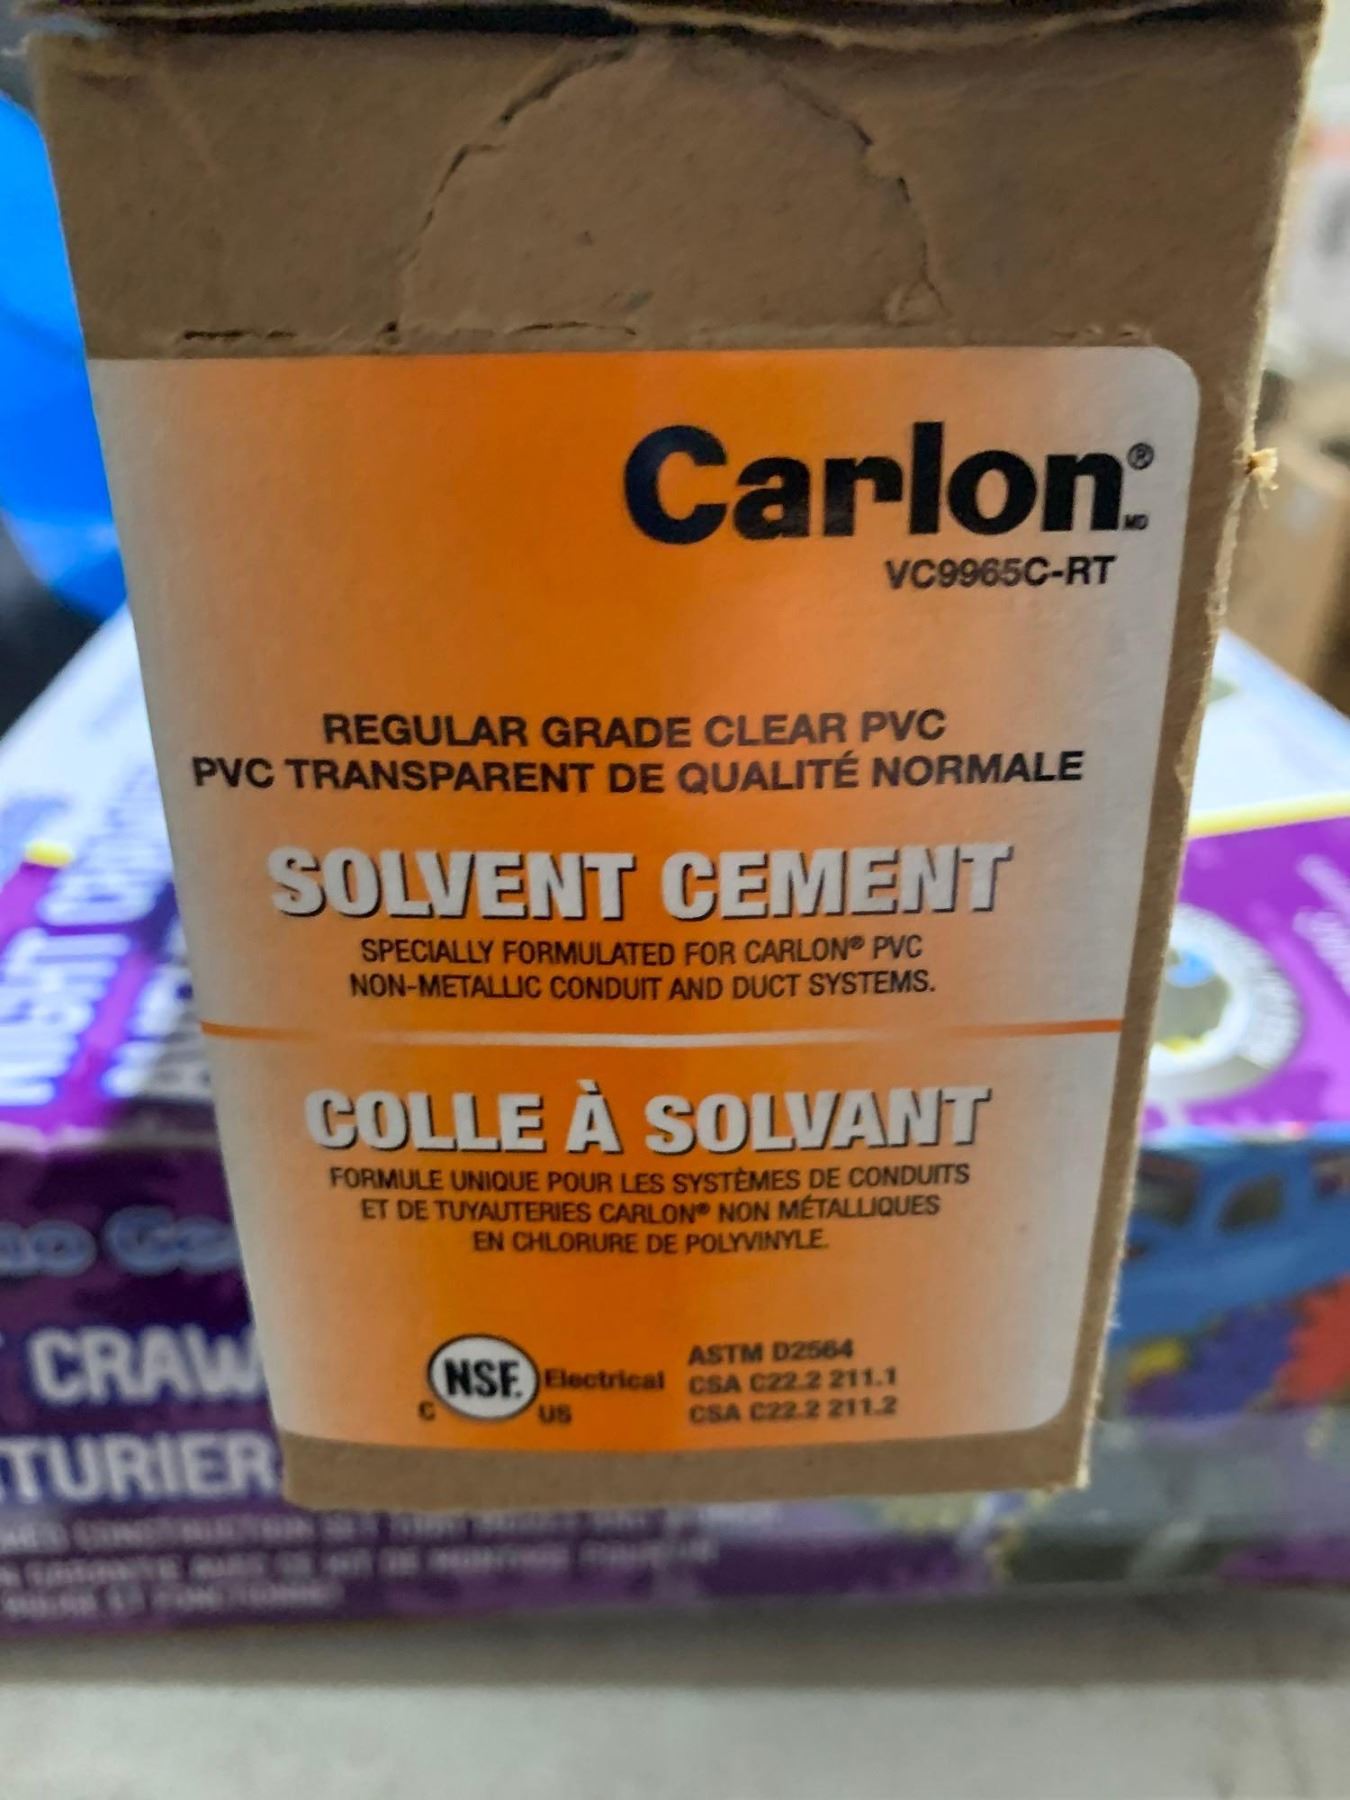 Carlon®
MD
VC9965C-RT
REGULAR GRADE CLEAR PVC
PVC TRANSPARENT DE QUALITÉ NORMALE
SOLVENT CEMENT
SPECIALLY FORMULATED FOR CARLON® PVC
NON-METALLIC CONDUIT AND DUCT SYSTEMS.
COLLE À SOLVANT
FORMULE UNIQUE POUR LES SYSTÈMES DE CONDUITS
ET DE TUYAUTERIES CARLON® NON MÉTALLIQUES
EN CHLORURE DE POLYVINYLE.
NSF. Electrical
C US
ASTM D2564
CSA C22.2 211.1
CSA C22.2 211.2
CRAW
TURIER